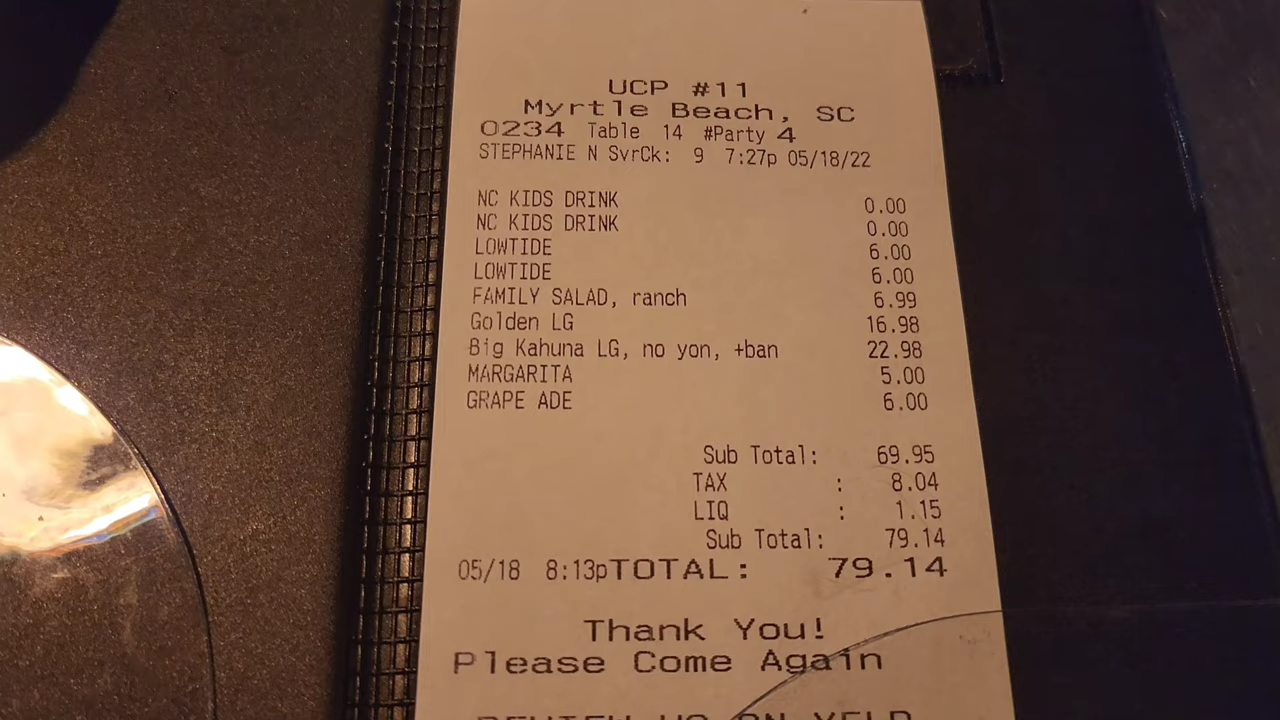 UCP #11
Myrtle Beach, SC
0234 Table 14 #Party 4
STEPHANIE N SvrCk: 9 7:27p 05/18/22
NC KIDS DRINK 0.00
NC KIDS DRINK 0.00
LOWTIDE 6.00
LOWTIDE 6.00
FAMILY SALAD, ranch 6.99
Golden LG 16.98
Big Kahuna LG, no yon, +ban 22.98
MARGARITA 5.00
GRAPE ADE 6.00
Sub Total: 69.95
TAX : 8.04
LIQ : 1.15
Sub Total: 79.14
05/18 8:13pTOTAL: 79.14
Thank You!
Please Come Again
REVIEW US ON YELP